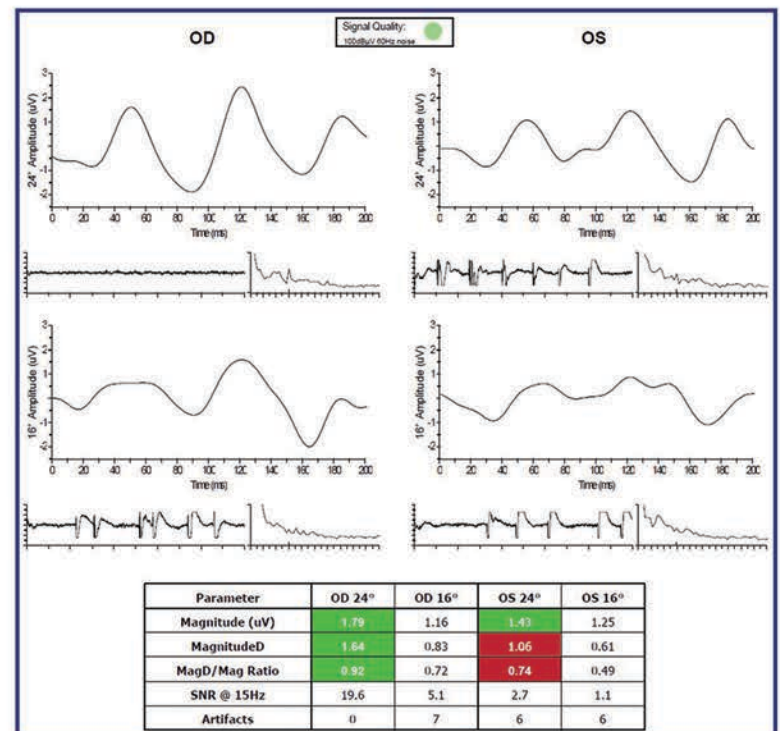 Signal Quality:
100dBµV 60Hz noise
OD
OS
24° Amplitude (uV)
3
2
1
-1
-2
0 20 40 60 80 100 120 140 160 180 200
Time (ms)
24° Amplitude (uV)
3
2
1
-1
-2
0 20 40 60 80 100 120 140 160 180 200
Time (ms)
16° Amplitude (uV)
3
2
1
-1
-2
0 20 40 60 80 100 120 140 160 180 200
Time (ms)
16° Amplitude (uV)
3
2
1
-1
-2
0 20 40 60 80 100 120 140 160 180 200
Time (ms)
Parameter OD 24° OD 16° OS 24° OS 16°
Magnitude (uV) 1.79 1.16 1.43 1.25
MagnitudeD 1.64 0.83 1.06 0.61
MagD/Mag Ratio 0.92 0.72 0.74 0.49
SNR @ 15Hz 19.6 5.1 2.7 1.1
Artifacts 0 7 6 6